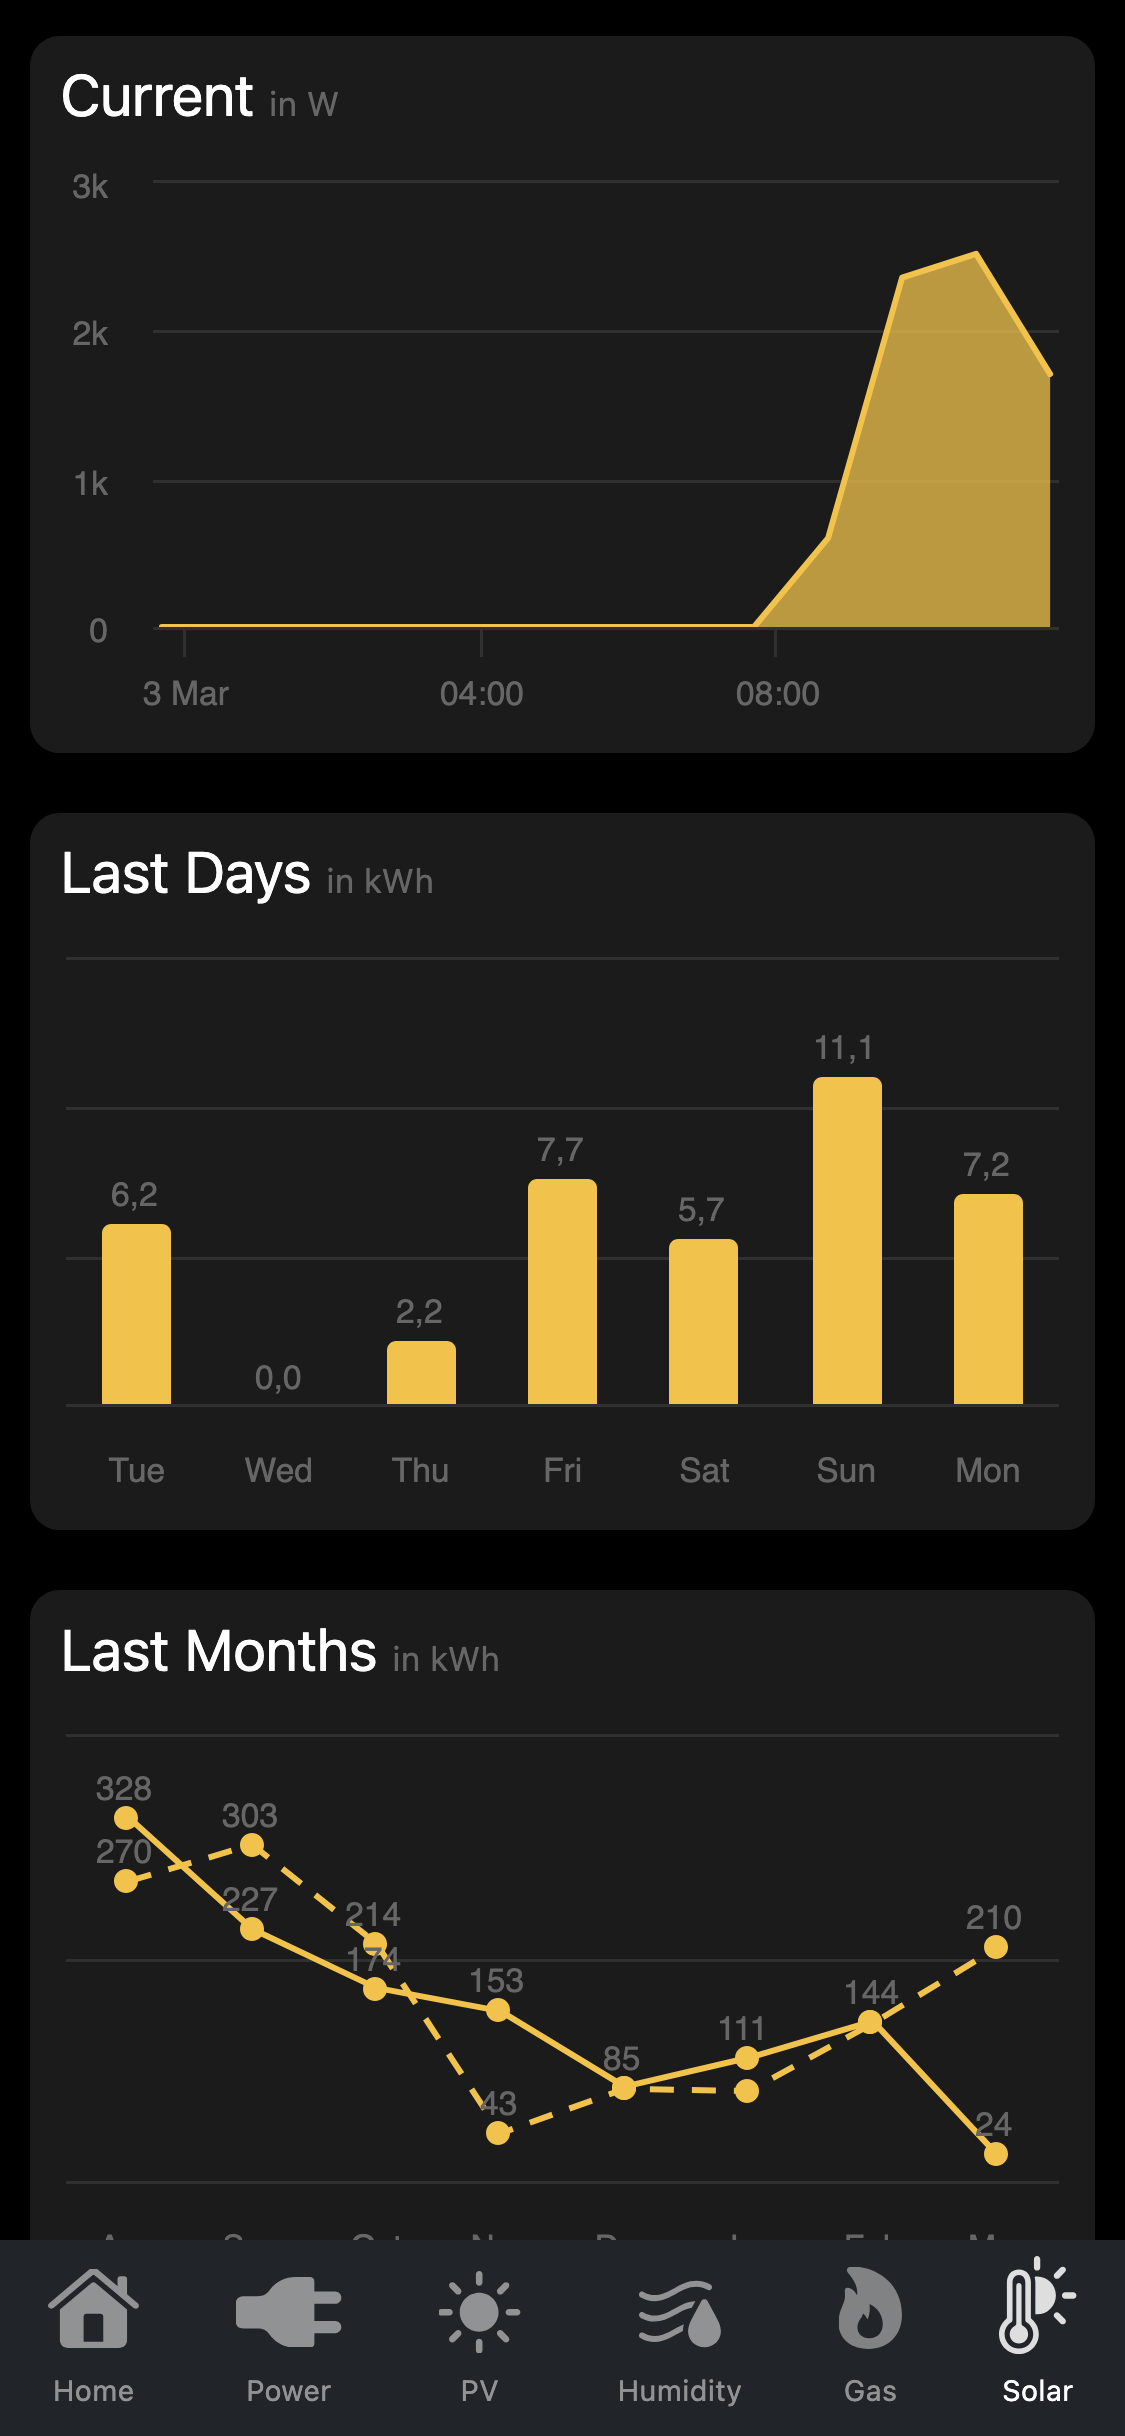 Current in W
3k
2k
1k
0
3 Mar 04:00 08:00
Last Days in kWh
11,1
7,7
7,2
6,2
5,7
2,2
0,0
Tue Wed Thu Fri Sat Sun Mon
Last Months in kWh
328
303
270
227
214
210
174
153
144
111
85
43
24
Home Power PV Humidity Gas Solar